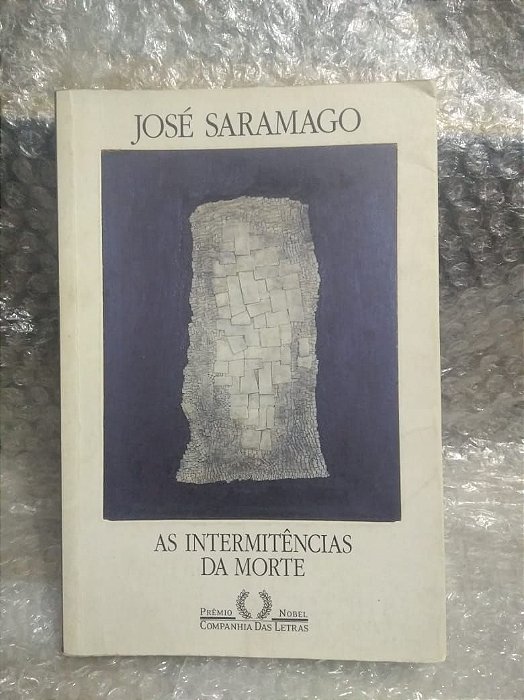 JOSÉ SARAMAGO
AS INTERMITÊNCIAS
DA MORTE
PRÊMIO NOBEL
COMPANHIA DAS LETRAS